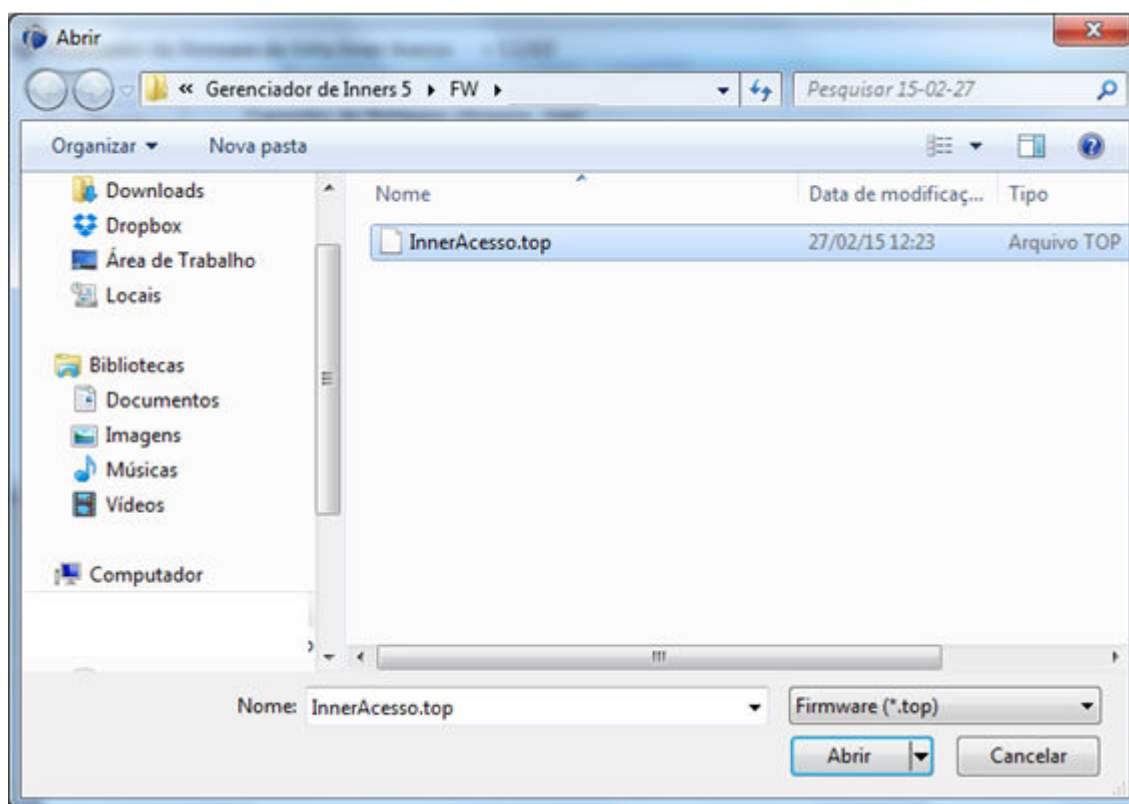 Abrir
« Gerenciador de Inners 5 FW
Pesquisar 15-02-27
Organizar Nova pasta
Nome Data de modificaç... Tipo
InnerAcesso.top 27/02/15 12:23 Arquivo TOP
Downloads
Dropbox
Área de Trabalho
Locais
Bibliotecas
Documentos
Imagens
Músicas
Vídeos
Computador
Nome: InnerAcesso.top Firmware (*.top)
Abrir Cancelar